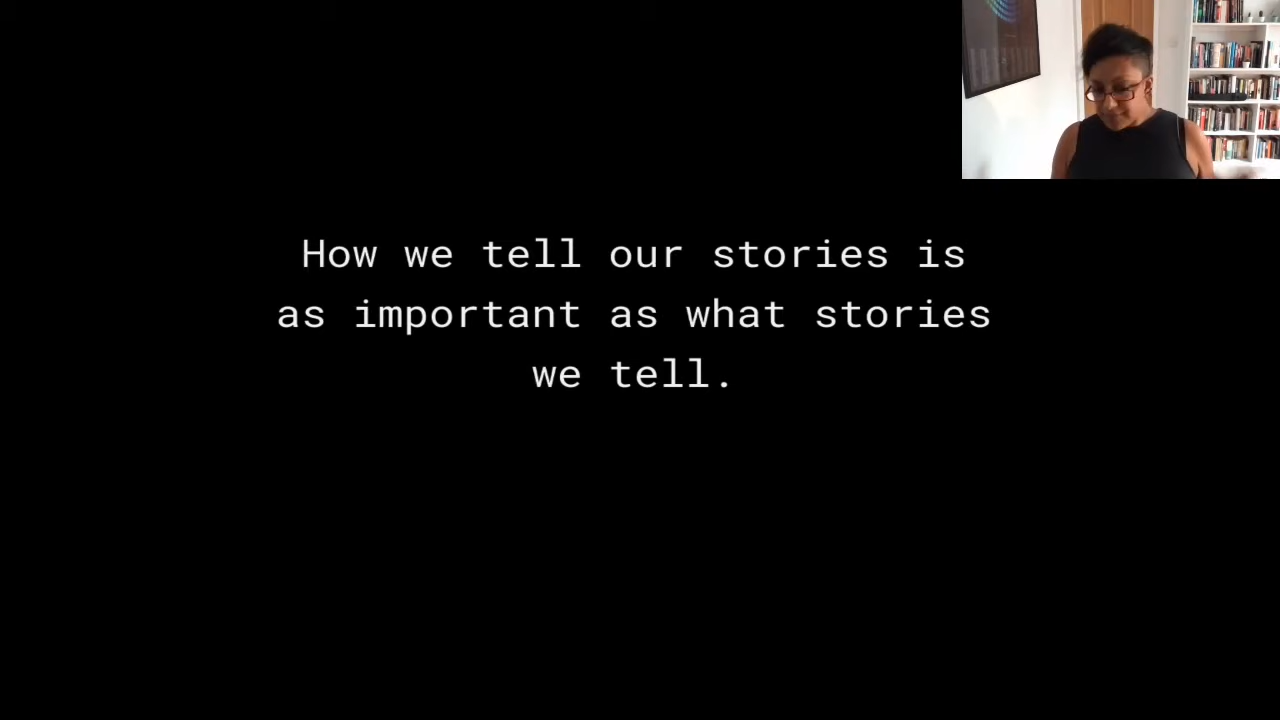 How we tell our stories is
as important as what stories
we tell.